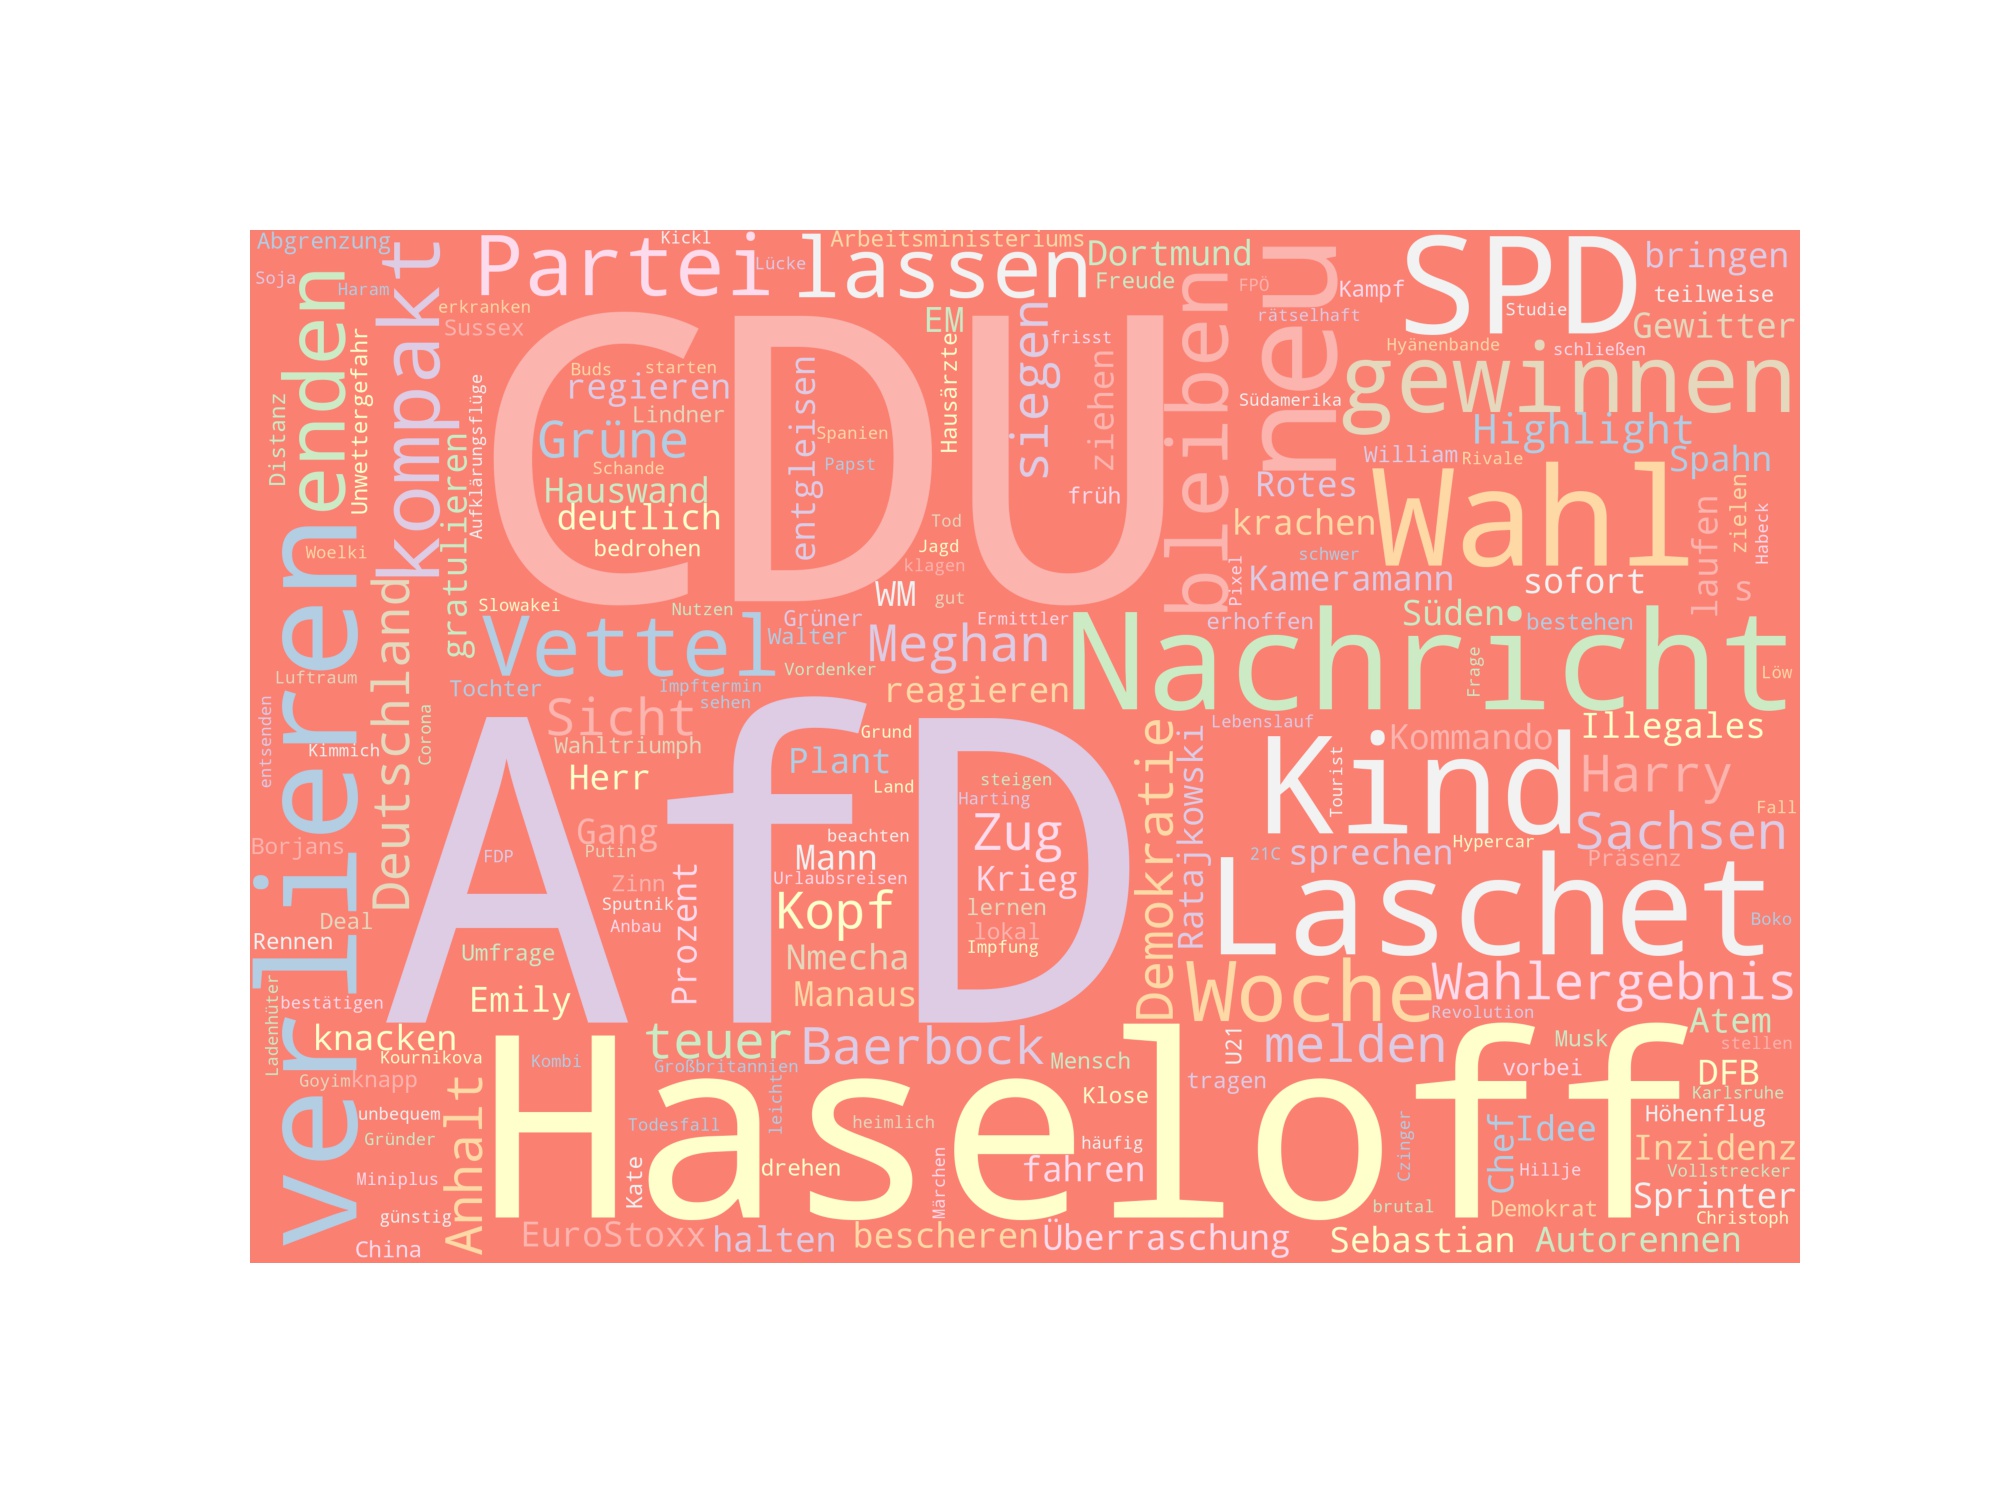 Abgrenzung
Soja
Haram
kompakt
Partei
Kickl
Lücke
lassen
Arbeitsministeriums
Dortmund
Freude
neu
FPÖ
Kampf
rätselhaft
SPD
Studie
bringen
teilweise
Gewitter
enden
Distanz
Unwettergefahr
erkranken
Sussex
Aufklärungsflüge
gratulieren
CDU
Buds
starten
regieren
Lindner
Grüne
Schande
Hauswand
deutlich
bedrohen
entgleisen
Spanien
Papst
EM
Hausärzte
siegen
frisst
ziehen
früh
bleiben
Südamerika
Hyänenbande
schließen
gewinnen
Highlight
William
Rivale
Spahn
Rotes
krachen
Wahl
laufen
zielen
Habeck
Tod
Jagd
klagen
schwer
Pixel
Kameramann
sofort
s
Woelki
verlieren
Deutschland
Slowakei
Nutzen
WM
gut
Grüner
Ermittler
erhoffen
Süden
bestehen
Vettel
Walter
Meghan
Nachricht
Vordenker
Luftraum
Tochter
Impftermin
sehen
reagieren
Frage
Löw
entsenden
Kimmich
Corona
Sicht
Wahltriumph
Herr
Grund
Plant
Land
steigen
Harting
Demokratie
Ratajkowski
Lebenslauf
Kind
Tourist
Kommando
Illegales
Harry
Fall
AfD
Gang
Putin
FDP
beachten
Mann
Zug
Urlaubsreisen
Krieg
21C
sprechen
Hypercar
Sachsen
Präsenz
Borjans
Zinn
Sputnik
Anbau
Prozent
Kopf
lernen
lokal
Impfung
Laschet
Boko
Deal
Rennen
Umfrage
Nmecha
Manaus
Woche
Wahlergebnis
Revolution
Ladenhüter
bestätigen
Emily
knacken
Kournikova
Goyim
knapp
Kombi
teuer
Großbritannien
Baerbock
Mensch
U21
melden
Musk
vorbei
Atem
stellen
DFB
Karlsruhe
tragen
Klose
unbequem
Gründer
Anhalt
Haseloff
Todesfall
leicht
heimlich
häufig
Czinger
Chef
Idee
Höhenflug
Inzidenz
Miniplus
Kate
drehen
Märchen
fahren
Hillje
Vollstrecker
günstig
brutal
Demokrat
Sprinter
Christoph
China
EuroStoxx
halten
bescheren
Überraschung
Sebastian
Autorennen